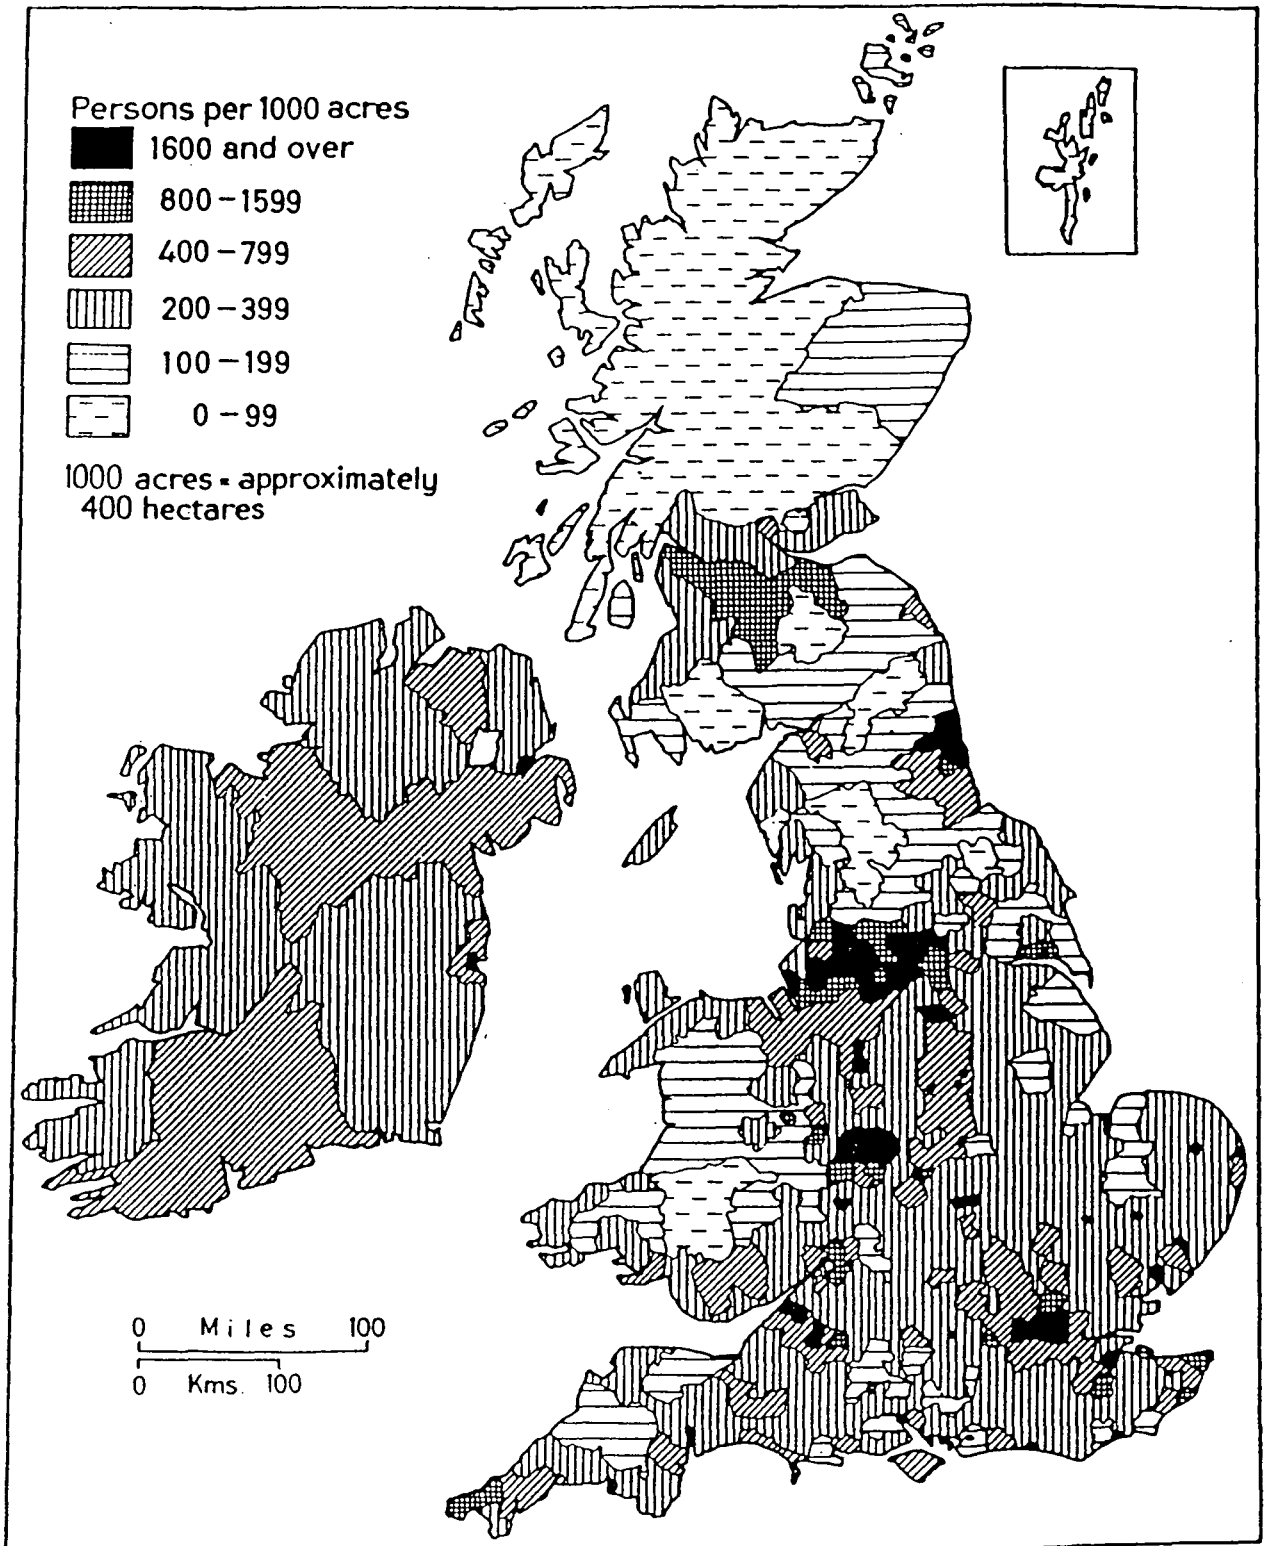 Persons per 1000 acres
1600 and over
800-1599
400-799
200-399
100-199
0-99
1000 acres = approximately
400 hectares
0 Miles 100
0 Kms. 100